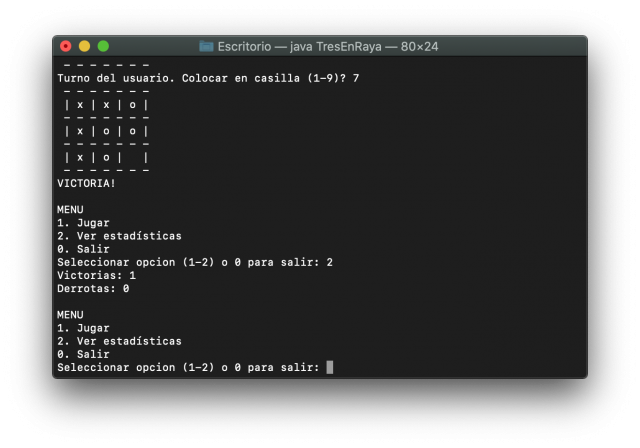 Escritorio — java TresEnRaya — 80×24
– – – – – – –
Turno del usuario. Colocar en casilla (1–9)? 7
– – – – – – –
| x | x | o |
– – – – – – –
| x | o | o |
– – – – – – –
| x | o |   |
– – – – – – –
VICTORIA!
MENU
1. Jugar
2. Ver estadísticas
0. Salir
Seleccionar opcion (1–2) o 0 para salir: 2
Victorias: 1
Derrotas: 0
MENU
1. Jugar
2. Ver estadísticas
0. Salir
Seleccionar opcion (1–2) o 0 para salir: